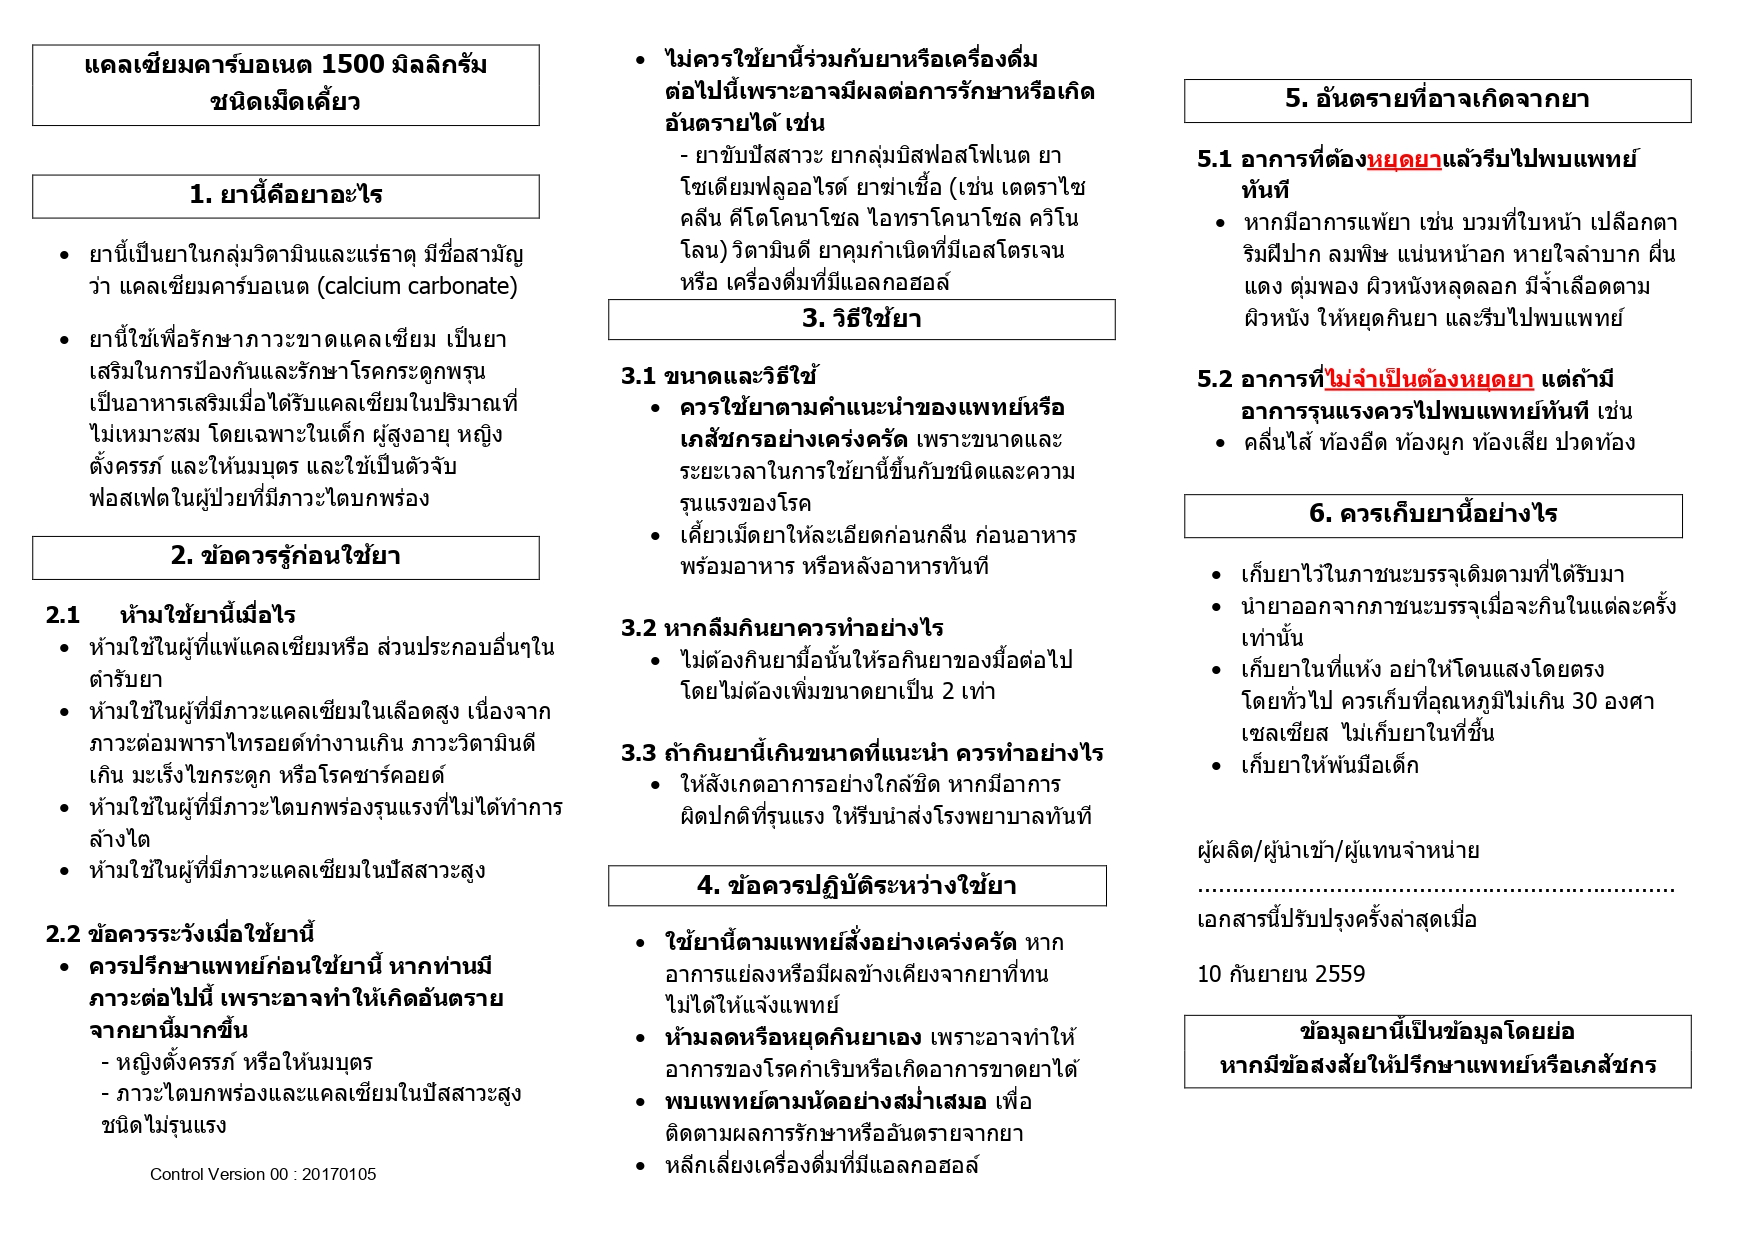 แคลเซียมคาร์บอเนต 1500 มิลลิกรัม
ชนิดเม็ดเคี้ยว
1. ยานี้คือยาอะไร
• ยานี้เป็นยาในกลุ่มวิตามินและแร่ธาตุ มีชื่อสามัญ
ว่า แคลเซียมคาร์บอเนต (calcium carbonate)
• ยานี้ใช้เพื่อรักษาภาวะขาดแคลเซียม เป็นยา
เสริมในการป้องกันและรักษาโรคกระดูกพรุน
เป็นอาหารเสริมเมื่อได้รับแคลเซียมในปริมาณที่
ไม่เหมาะสม โดยเฉพาะในเด็ก ผู้สูงอายุ หญิง
ตั้งครรภ์ และให้นมบุตร และใช้เป็นตัวจับ
ฟอสเฟตในผู้ป่วยที่มีภาวะไตบกพร่อง
2. ข้อควรรู้ก่อนใช้ยา
2.1 ห้ามใช้ยานี้เมื่อไร
• ห้ามใช้ในผู้ที่แพ้แคลเซียมหรือ ส่วนประกอบอื่นๆใน
ตำรับยา
• ห้ามใช้ในผู้ที่มีภาวะแคลเซียมในเลือดสูง เนื่องจาก
ภาวะต่อมพาราไทรอยด์ทำงานเกิน ภาวะวิตามินดี
เกิน มะเร็งไขกระดูก หรือโรคซาร์คอยด์
• ห้ามใช้ในผู้ที่มีภาวะไตบกพร่องรุนแรงที่ไม่ได้ทำการ
ล้างไต
• ห้ามใช้ในผู้ที่มีภาวะแคลเซียมในปัสสาวะสูง
2.2 ข้อควรระวังเมื่อใช้ยานี้
• ควรปรึกษาแพทย์ก่อนใช้ยานี้ หากท่านมี
ภาวะต่อไปนี้ เพราะอาจทำให้เกิดอันตราย
จากยานี้มากขึ้น
- หญิงตั้งครรภ์ หรือให้นมบุตร
- ภาวะไตบกพร่องและแคลเซียมในปัสสาวะสูง
ชนิดไม่รุนแรง
Control Version 00 : 20170105
• ไม่ควรใช้ยานี้ร่วมกับยาหรือเครื่องดื่ม
ต่อไปนี้เพราะอาจมีผลต่อการรักษาหรือเกิด
อันตรายได้ เช่น
- ยาขับปัสสาวะ ยากลุ่มบิสฟอสโฟเนต ยา
โซเดียมฟลูออไรด์ ยาฆ่าเชื้อ (เช่น เตตราไซ
คลีน คีโตโคนาโซล ไอทราโคนาโซล ควิโน
โลน) วิตามินดี ยาคุมกำเนิดที่มีเอสโตรเจน
หรือ เครื่องดื่มที่มีแอลกอฮอล์
3. วิธีใช้ยา
3.1 ขนาดและวิธีใช้
• ควรใช้ยาตามคำแนะนำของแพทย์หรือ
เภสัชกรอย่างเคร่งครัด เพราะขนาดและ
ระยะเวลาในการใช้ยานี้ขึ้นกับชนิดและความ
รุนแรงของโรค
• เคี้ยวเม็ดยาให้ละเอียดก่อนกลืน ก่อนอาหาร
พร้อมอาหาร หรือหลังอาหารทันที
3.2 หากลืมกินยาควรทำอย่างไร
• ไม่ต้องกินยามื้อนั้นให้รอกินยาของมื้อต่อไป
โดยไม่ต้องเพิ่มขนาดยาเป็น 2 เท่า
3.3 ถ้ากินยานี้เกินขนาดที่แนะนำ ควรทำอย่างไร
• ให้สังเกตอาการอย่างใกล้ชิด หากมีอาการ
ผิดปกติที่รุนแรง ให้รีบนำส่งโรงพยาบาลทันที
4. ข้อควรปฏิบัติระหว่างใช้ยา
• ใช้ยานี้ตามแพทย์สั่งอย่างเคร่งครัด หาก
อาการแย่ลงหรือมีผลข้างเคียงจากยาที่ทน
ไม่ได้ให้แจ้งแพทย์
• ห้ามลดหรือหยุดกินยาเอง เพราะอาจทำให้
อาการของโรคกำเริบหรือเกิดอาการขาดยาได้
• พบแพทย์ตามนัดอย่างสม่ำเสมอ เพื่อ
ติดตามผลการรักษาหรืออันตรายจากยา
• หลีกเลี่ยงเครื่องดื่มที่มีแอลกอฮอล์
5. อันตรายที่อาจเกิดจากยา
5.1 อาการที่ต้องหยุดยาแล้วรีบไปพบแพทย์
ทันที
• หากมีอาการแพ้ยา เช่น บวมที่ใบหน้า เปลือกตา
ริมฝีปาก ลมพิษ แน่นหน้าอก หายใจลำบาก ผื่น
แดง ตุ่มพอง ผิวหนังหลุดลอก มีจ้ำเลือดตาม
ผิวหนัง ให้หยุดกินยา และรีบไปพบแพทย์
5.2 อาการที่ไม่จำเป็นต้องหยุดยา แต่ถ้ามี
อาการรุนแรงควรไปพบแพทย์ทันที เช่น
• คลื่นไส้ ท้องอืด ท้องผูก ท้องเสีย ปวดท้อง
6. ควรเก็บยานี้อย่างไร
• เก็บยาไว้ในภาชนะบรรจุเดิมตามที่ได้รับมา
• นำยาออกจากภาชนะบรรจุเมื่อจะกินในแต่ละครั้ง
เท่านั้น
• เก็บยาในที่แห้ง อย่าให้โดนแสงโดยตรง
โดยทั่วไป ควรเก็บที่อุณหภูมิไม่เกิน 30 องศา
เซลเซียส ไม่เก็บยาในที่ชื้น
• เก็บยาให้พ้นมือเด็ก
ผู้ผลิต/ผู้นำเข้า/ผู้แทนจำหน่าย
.....................................................................
เอกสารนี้ปรับปรุงครั้งล่าสุดเมื่อ
10 กันยายน 2559
ข้อมูลยานี้เป็นข้อมูลโดยย่อ
หากมีข้อสงสัยให้ปรึกษาแพทย์หรือเภสัชกร